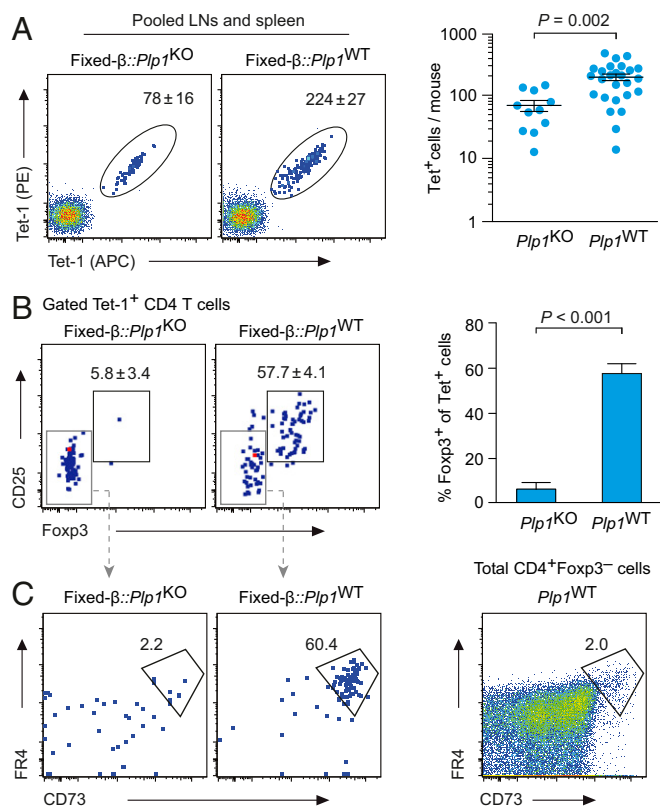 A
Pooled LNs and spleen
Fixed-β::Plp1KO
Fixed-β::Plp1WT
78 ± 16
224 ± 27
Tet-1 (PE)
Tet-1 (APC)
P = 0.002
Tet+cells / mouse
1000
100
10
1
Plp1KO
Plp1WT
B
Gated Tet-1+ CD4 T cells
Fixed-β::Plp1KO
Fixed-β::Plp1WT
5.8 ± 3.4
57.7 ± 4.1
CD25
Foxp3
P < 0.001
% Foxp3+ of Tet+ cells
80
60
40
20
0
Plp1KO
Plp1WT
C
Fixed-β::Plp1KO
Fixed-β::Plp1WT
2.2
60.4
FR4
CD73
Total CD4+Foxp3− cells
Plp1WT
2.0
FR4
CD73